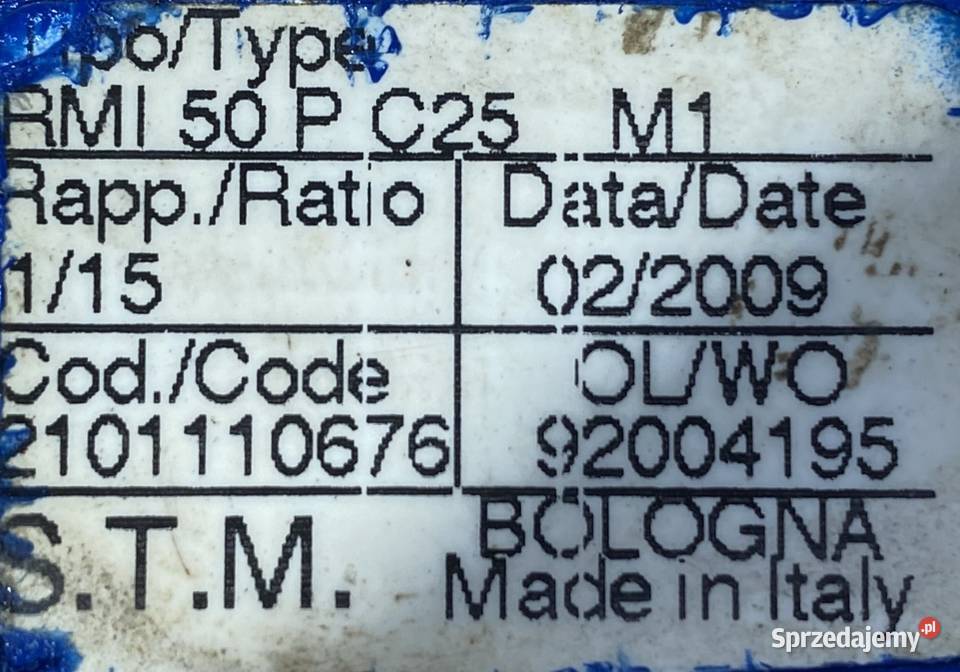 Tipo/Type
RMI 50 P C25 M1
Rapp./Ratio Data/Date
1/15 02/2009
Cod./Code OL/WO
2101110676 92004195
S.T.M. BOLOGNA
Made in Italy
Sprzedajemy.pl